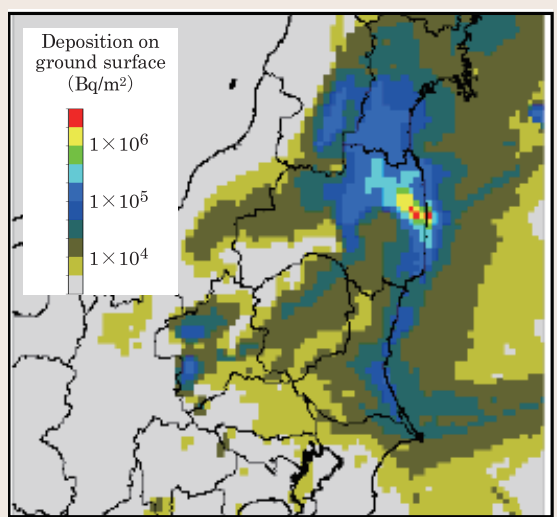 Deposition on
ground surface
(Bq/m²)
1×10⁶
1×10⁵
1×10⁴